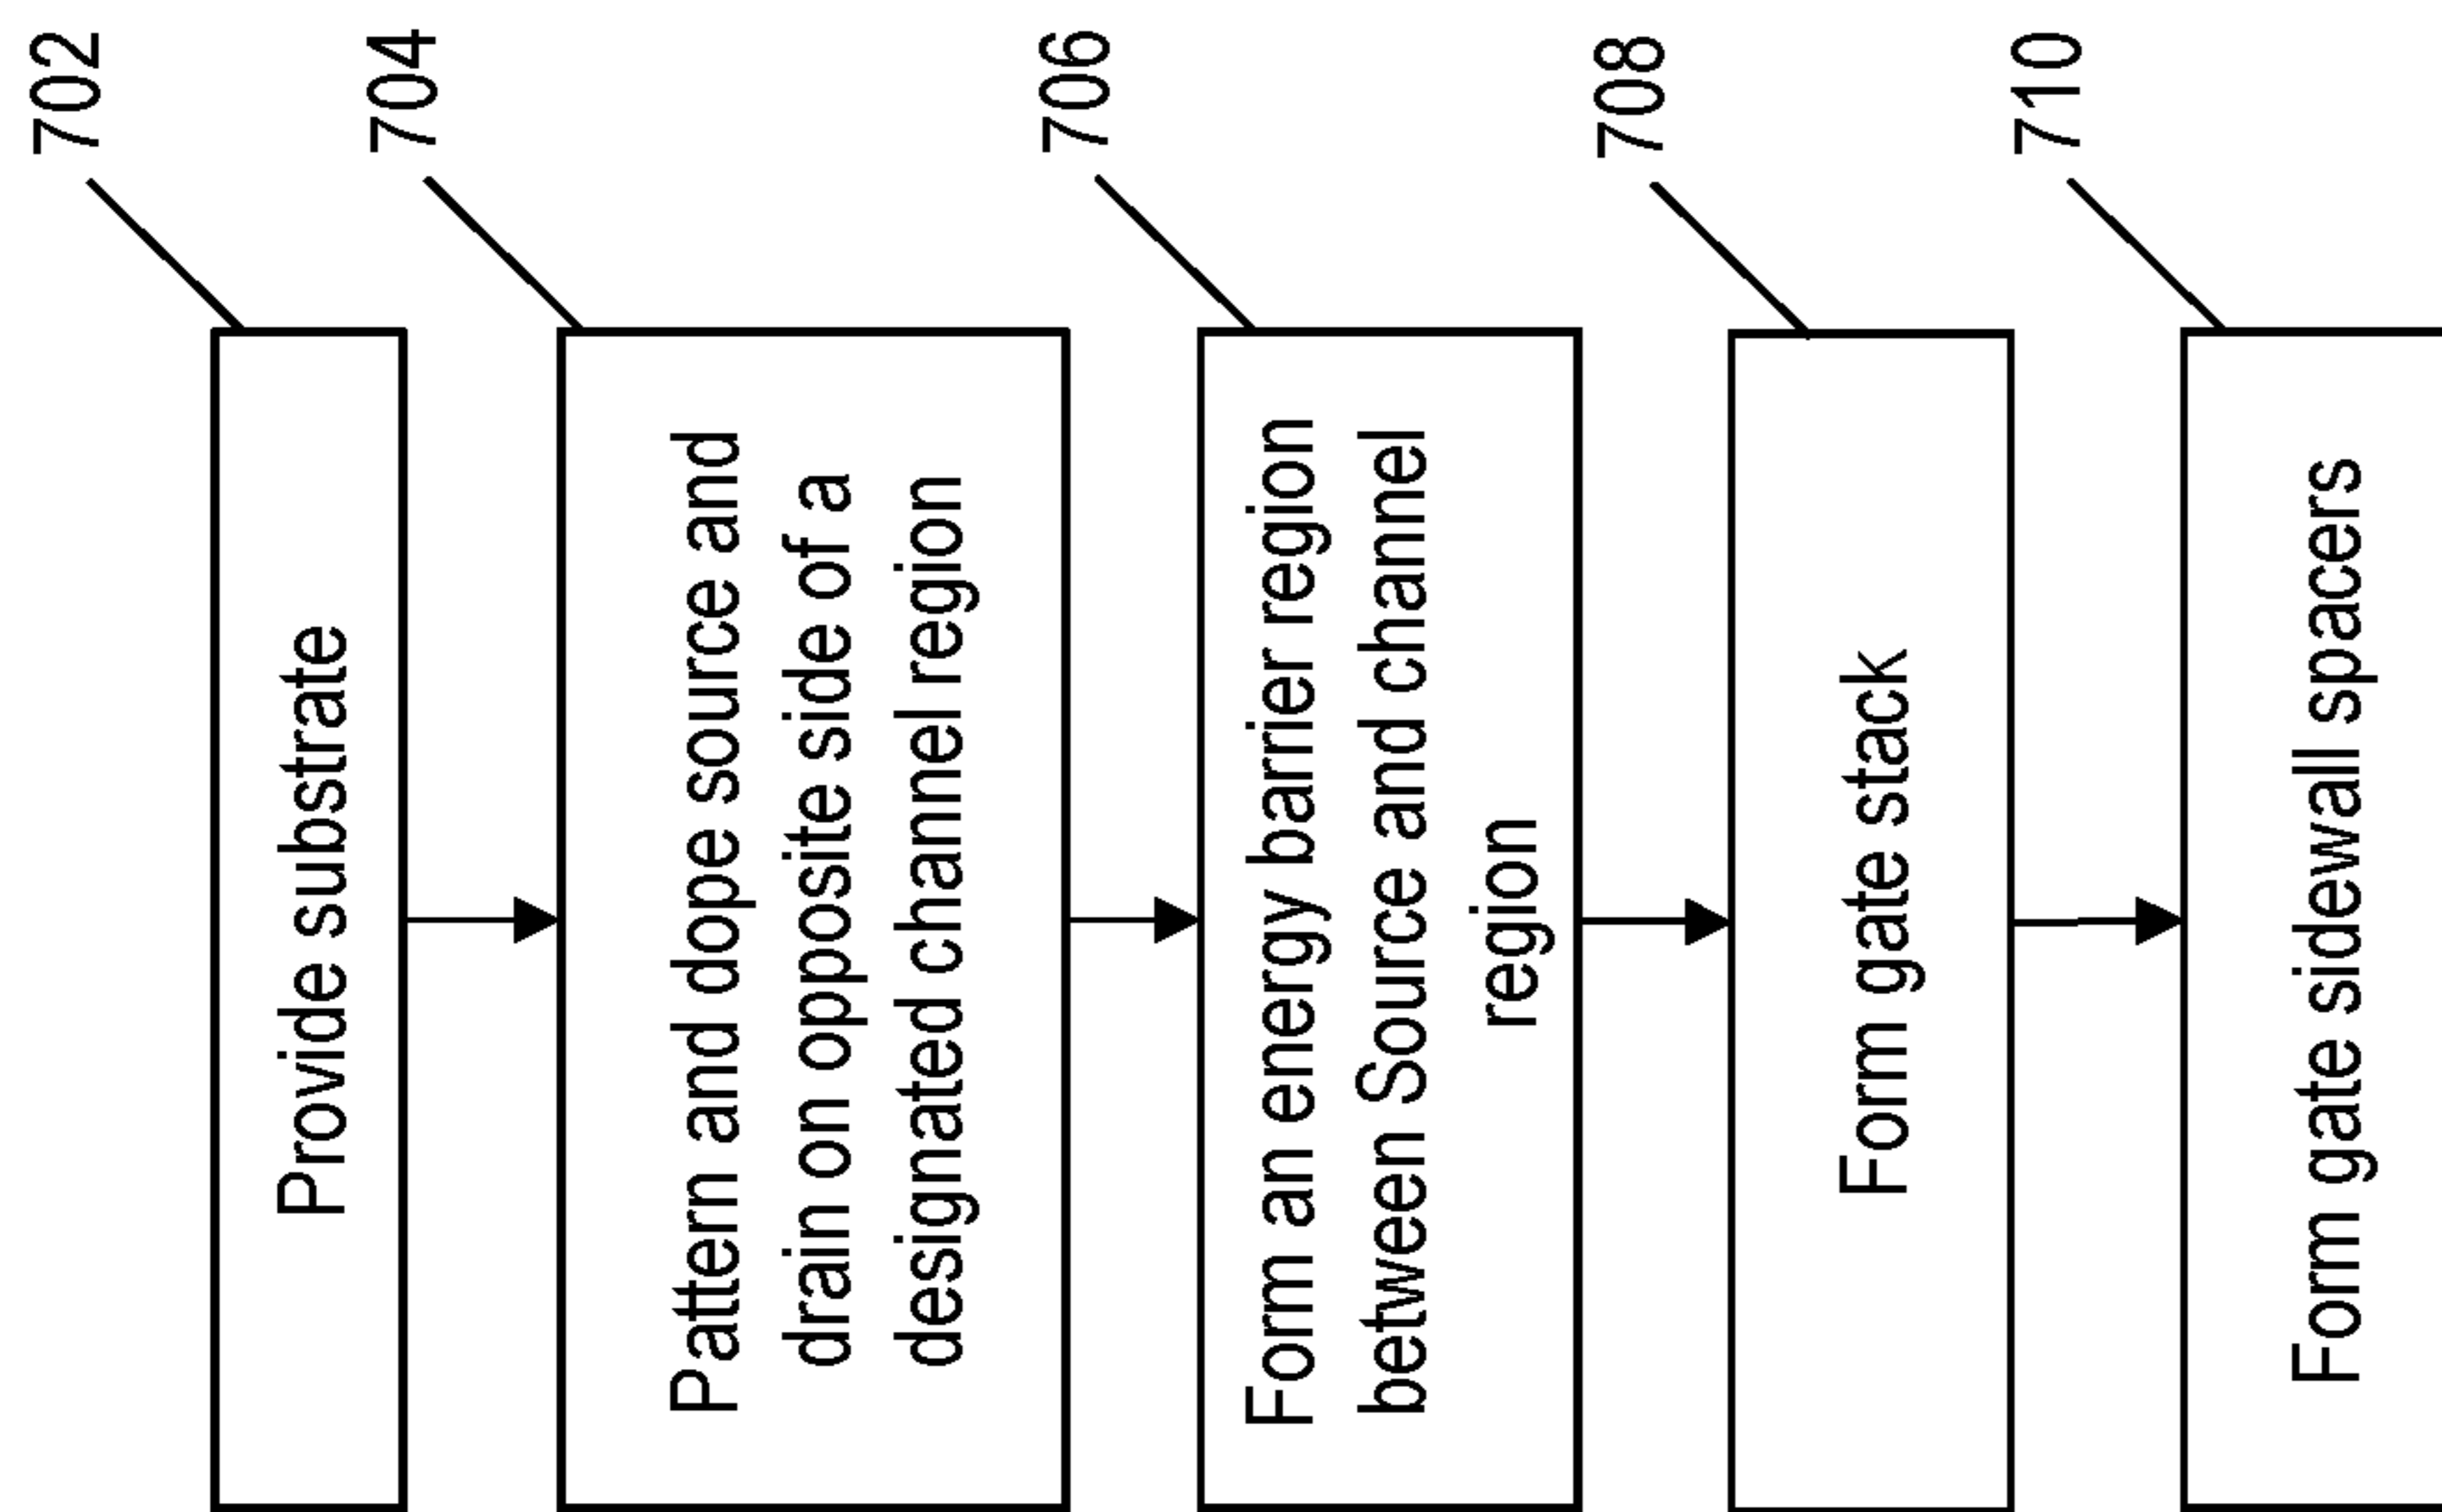 702
Provide substrate
704
Pattern and dope source and
drain on opposite side of a
designated channel region
706
Form an energy barrier region
between Source and channel
region
708
Form gate stack
710
Form gate sidewall spacers